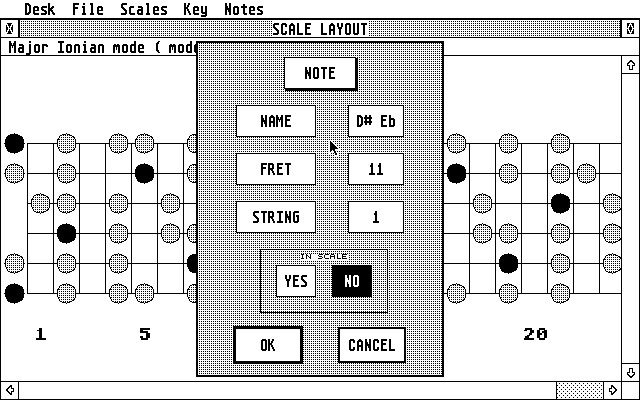 Desk File Scales Key Notes
SCALE LAYOUT
Major Ionian mode ( mod
NOTE
NAME D# Eb
FRET 11
STRING 1
IN SCALE
YES NO
OK CANCEL
1 5 20